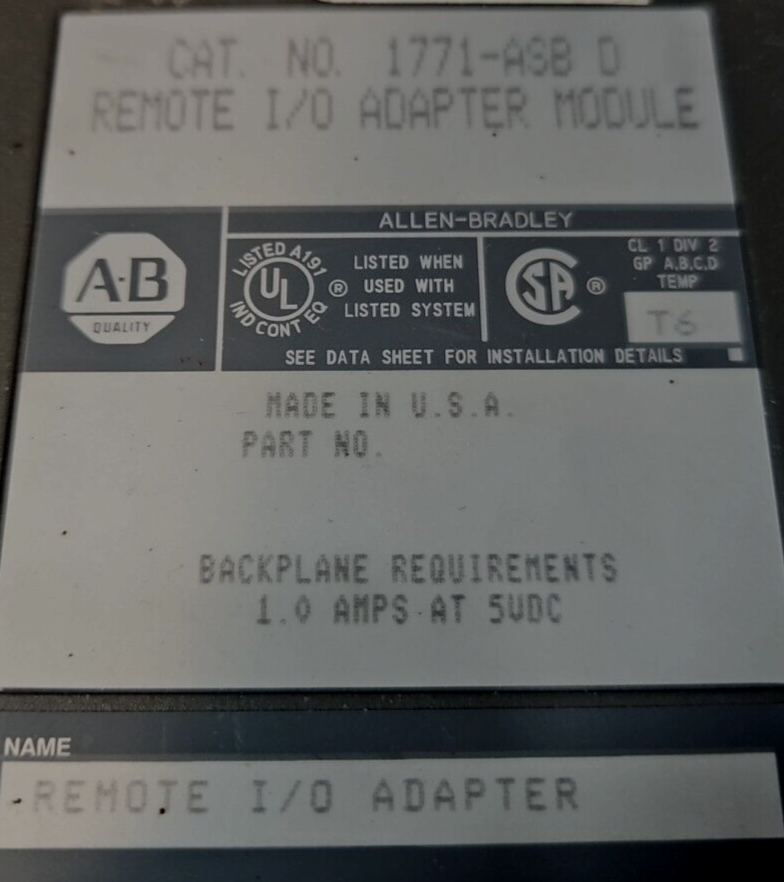 CAT. NO. 1771-ASB D
REMOTE I/O ADAPTER MODULE
ALLEN-BRADLEY
A·B
QUALITY
LISTED A191
UL
IND CONT EQ
®
LISTED WHEN
USED WITH
LISTED SYSTEM
SA
®
CL 1 DIV 2
GP A,B,C,D
TEMP
T6
SEE DATA SHEET FOR INSTALLATION DETAILS
MADE IN U.S.A.
PART NO.
BACKPLANE REQUIREMENTS
1.0 AMPS AT 5VDC
NAME
REMOTE I/O ADAPTER